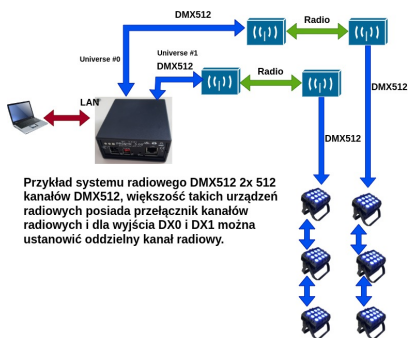 DMX512
Radio
Universe #0
Universe #1
DMX512
Radio
DMX512
LAN
DMX512
Przykład systemu radiowego DMX512 2x 512
kanałów DMX512, większość takich urządzeń
radiowych posiada przełącznik kanałów
radiowych i dla wyjścia DX0 i DX1 można
ustanowić oddzielny kanał radiowy.